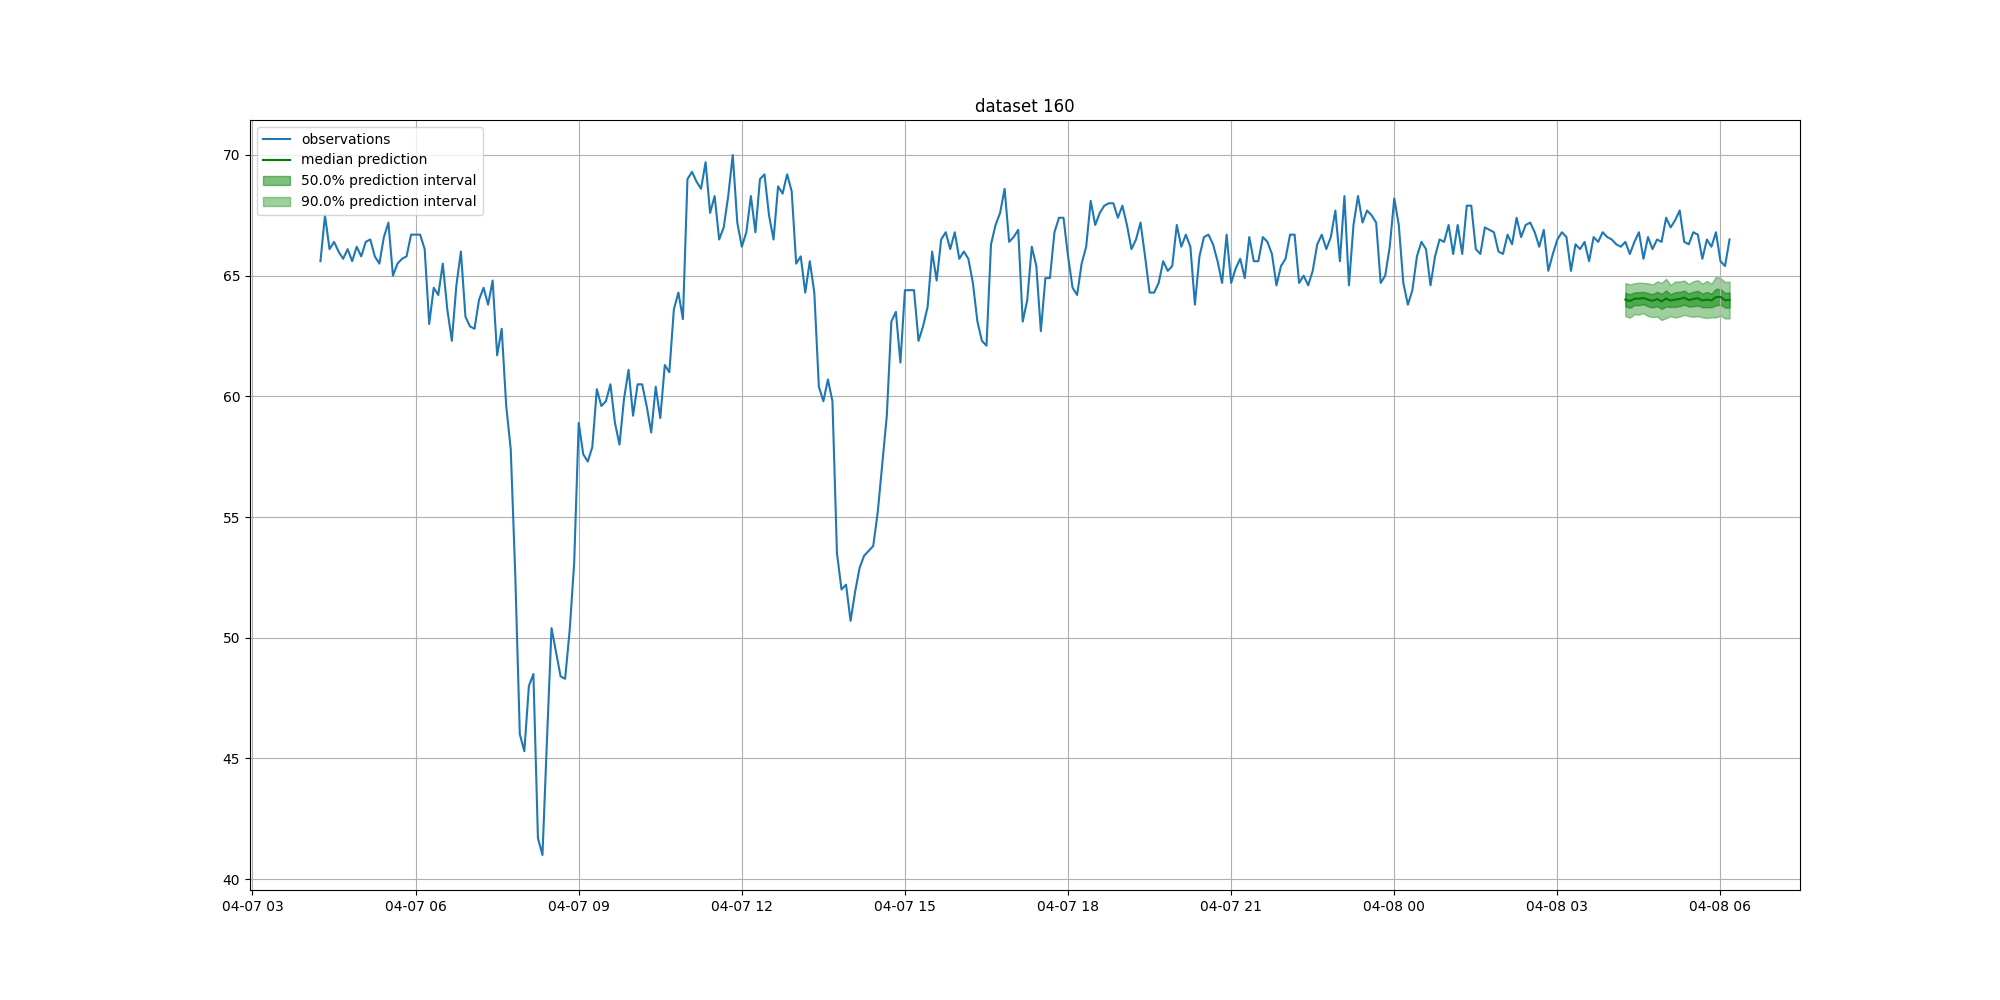 dataset 160
observations
median prediction
50.0% prediction interval
90.0% prediction interval
70
65
60
55
50
45
40
04-07 03 04-07 06 04-07 09 04-07 12 04-07 15 04-07 18 04-07 21 04-08 00 04-08 03 04-08 06